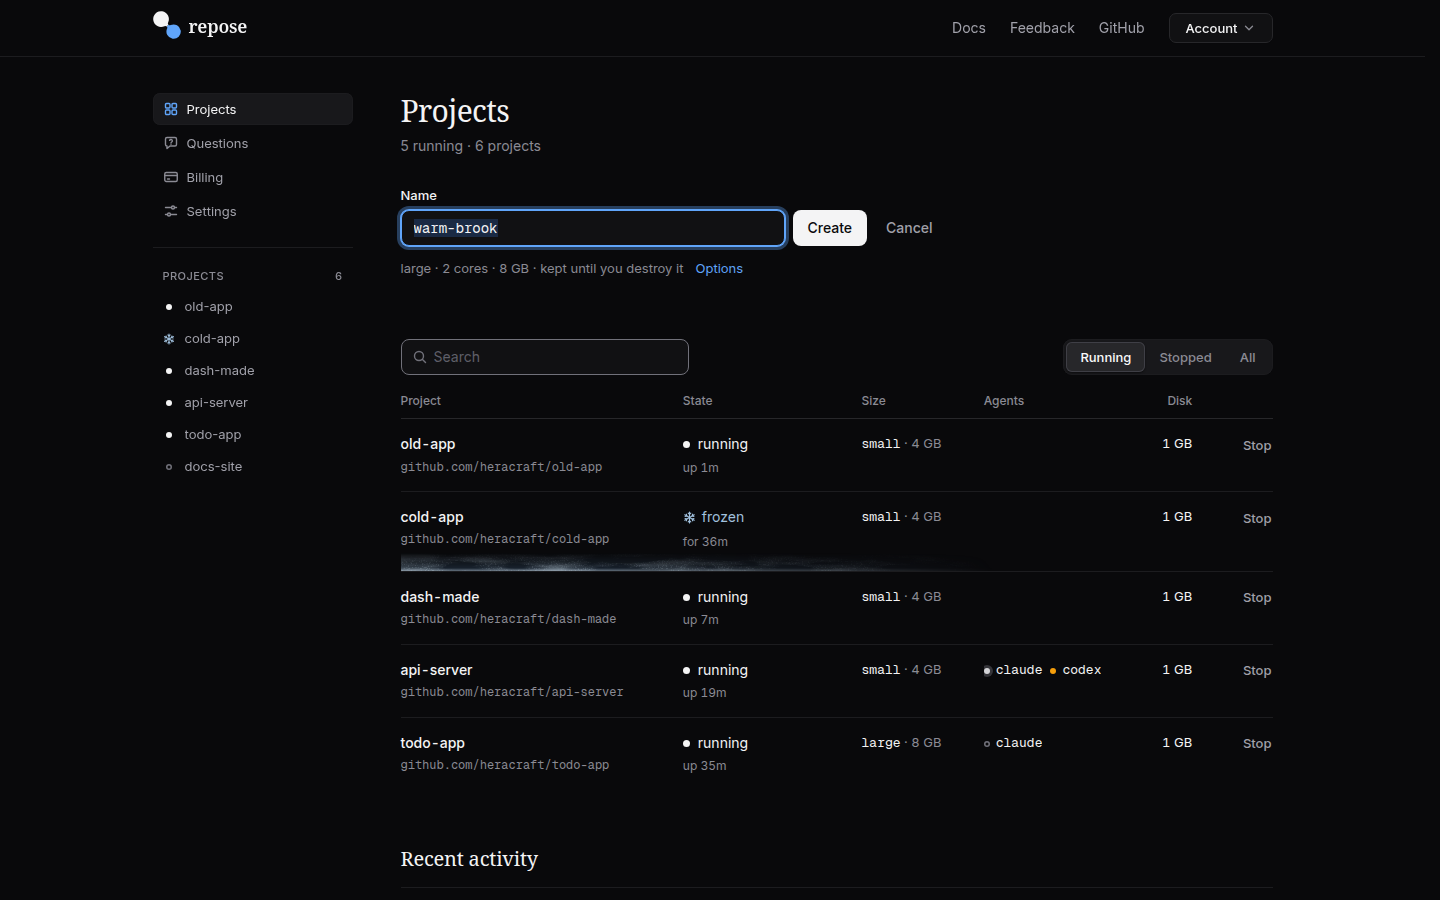 repose
Docs Feedback GitHub Account
Projects
Questions
Billing
Settings
PROJECTS 6
old-app
cold-app
dash-made
api-server
todo-app
docs-site
Projects
5 running · 6 projects
Name
warm-brook Create Cancel
large · 2 cores · 8 GB · kept until you destroy it Options
Search Running Stopped All
Project State Size Agents Disk
old-app running small · 4 GB 1 GB Stop
github.com/heracraft/old-app up 1m
cold-app frozen small · 4 GB 1 GB Stop
github.com/heracraft/cold-app for 36m
dash-made running small · 4 GB 1 GB Stop
github.com/heracraft/dash-made up 7m
api-server running small · 4 GB claude codex 1 GB Stop
github.com/heracraft/api-server up 19m
todo-app running large · 8 GB claude 1 GB Stop
github.com/heracraft/todo-app up 35m
Recent activity